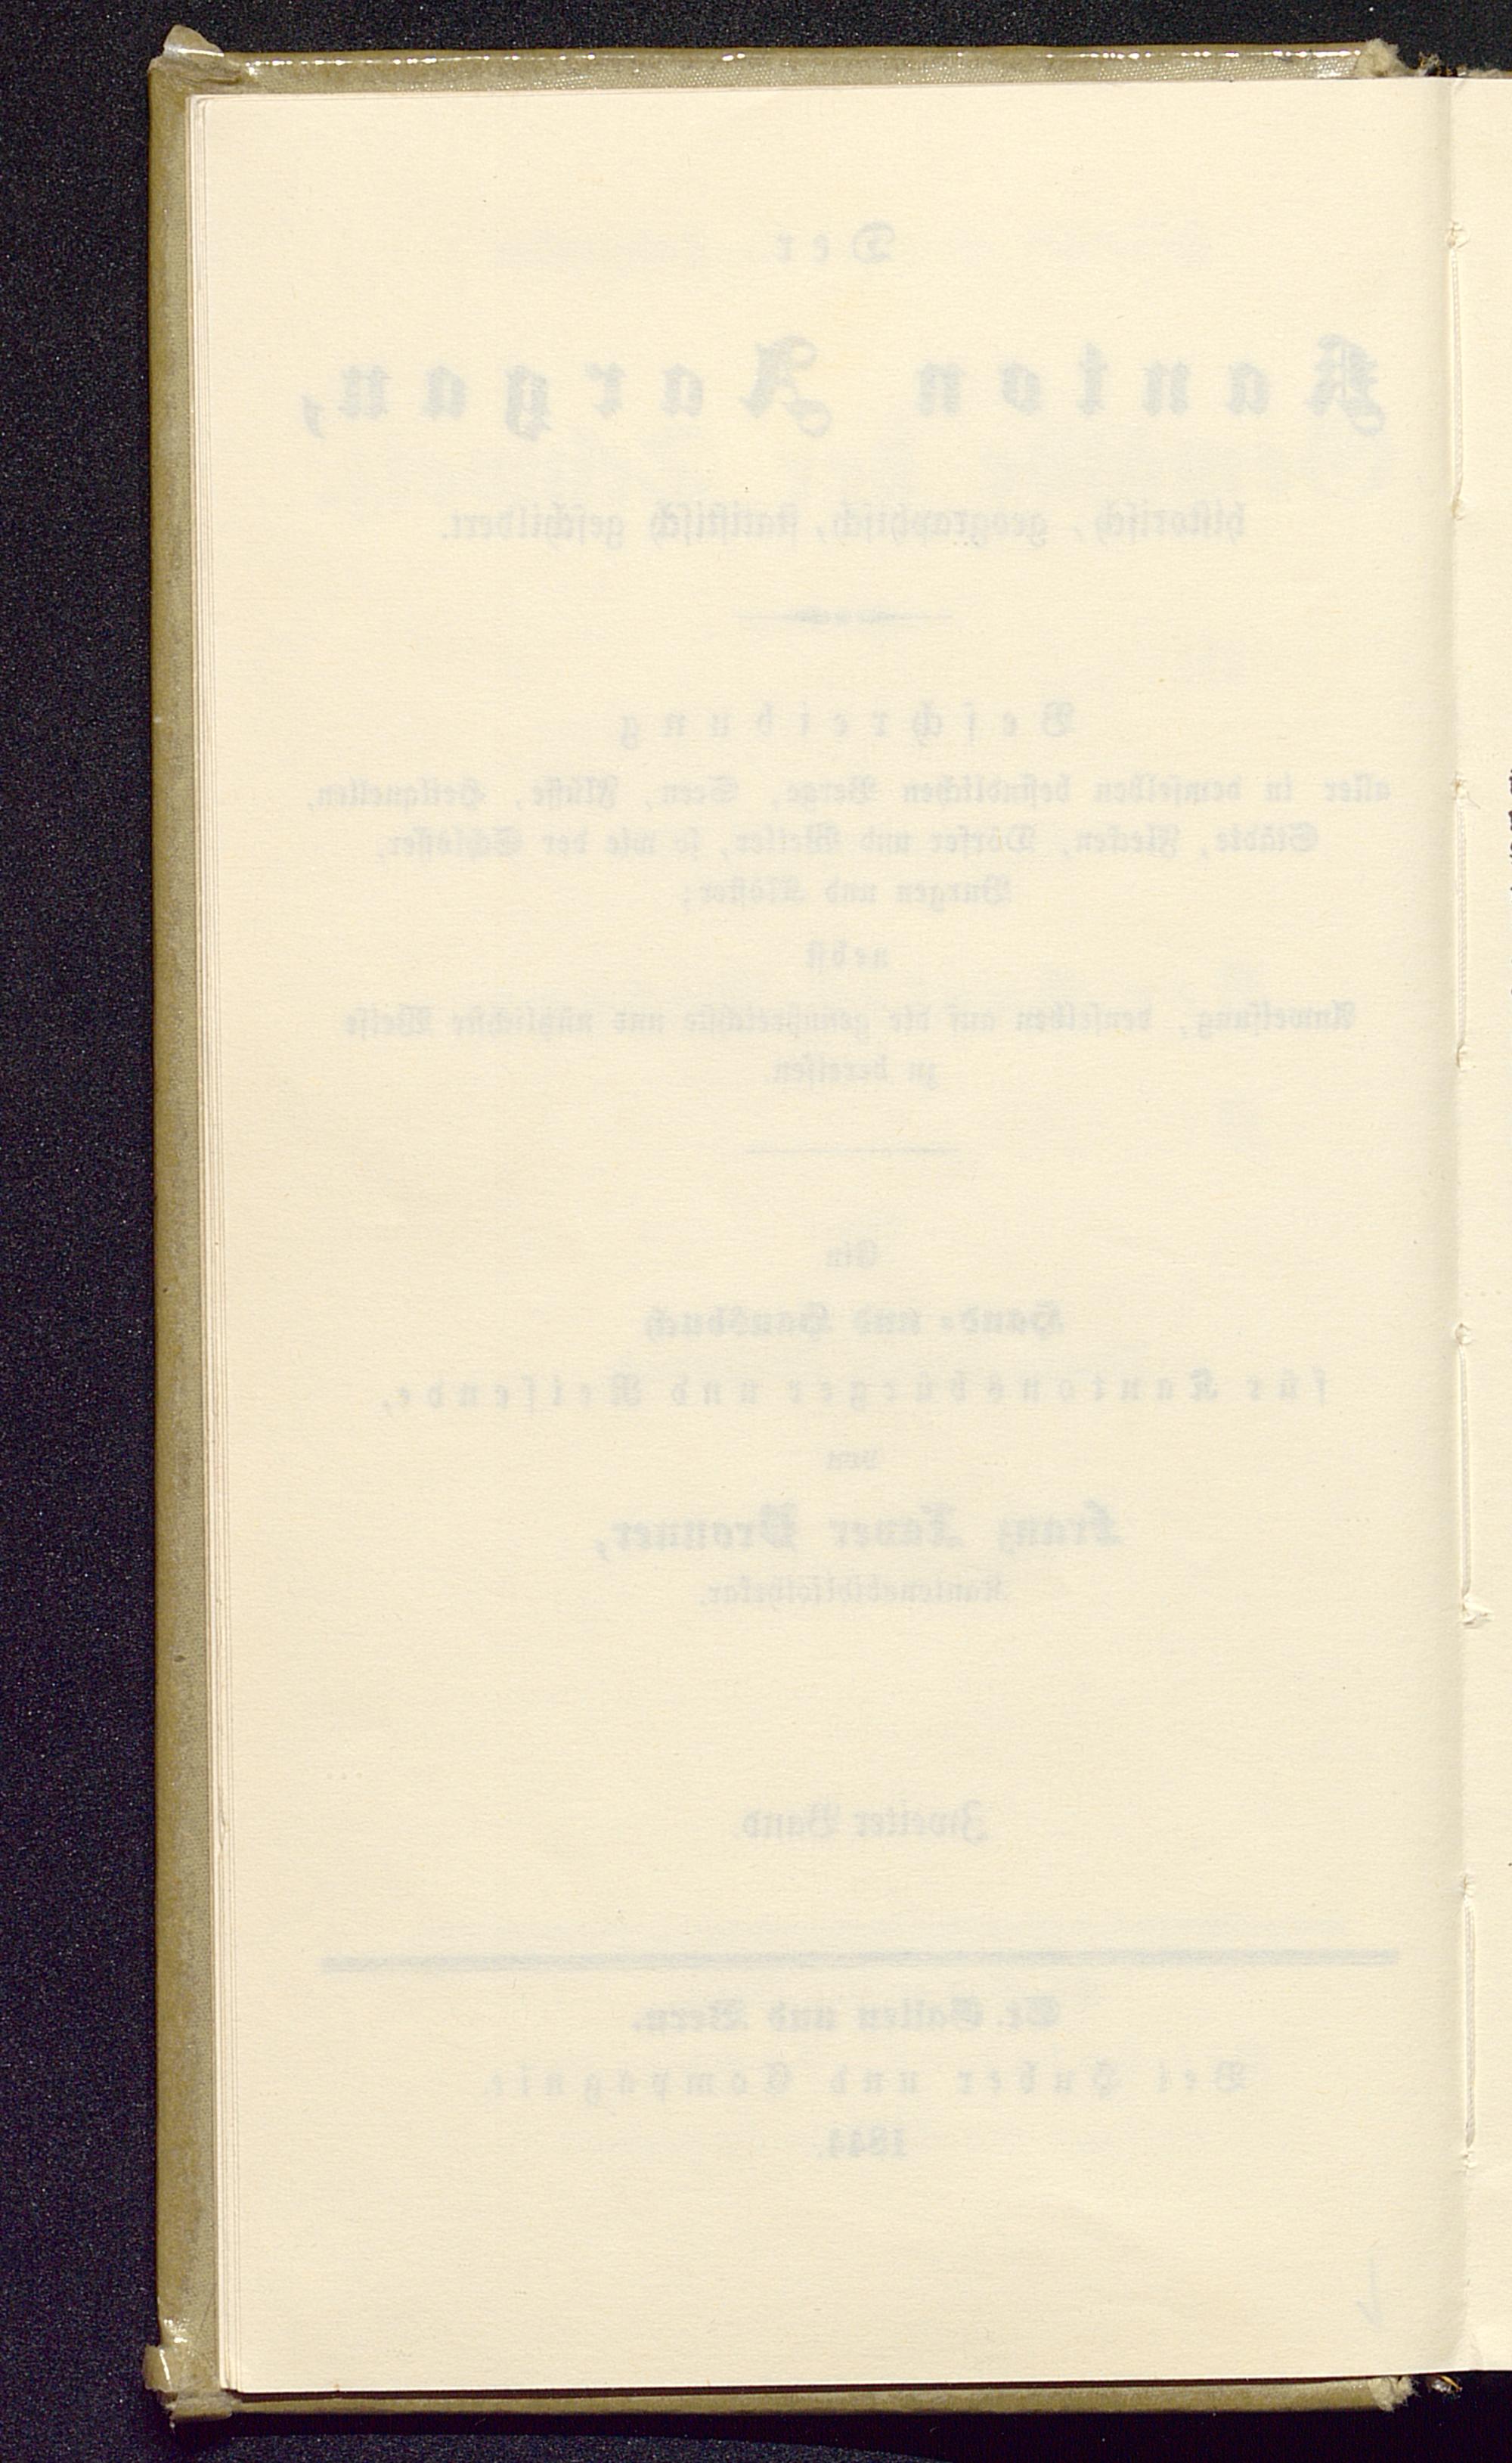 Der
Kanton Aargau,
historisch, geographisch, statistisch geschildert.
Beschreibung
aller in demselben befindlichen Berge, Seen, Flüsse, Heilquellen,
Städte, Flecken, Dörfer und Weiler, so wie der Schlösser,
Burgen und Klöster;
nebst
Anweisung, denselben auf die genußreichste und nützlichste Weise
zu bereisen.
Ein
Hand- und Hausbuch
für Kantonsbürger und Reisende,
von
Franz Xaver Bronner,
Kantonsbibliothekar.
Zweiter Band.
St. Gallen und Bern.
Bei Huber und Compagnie.
1844.